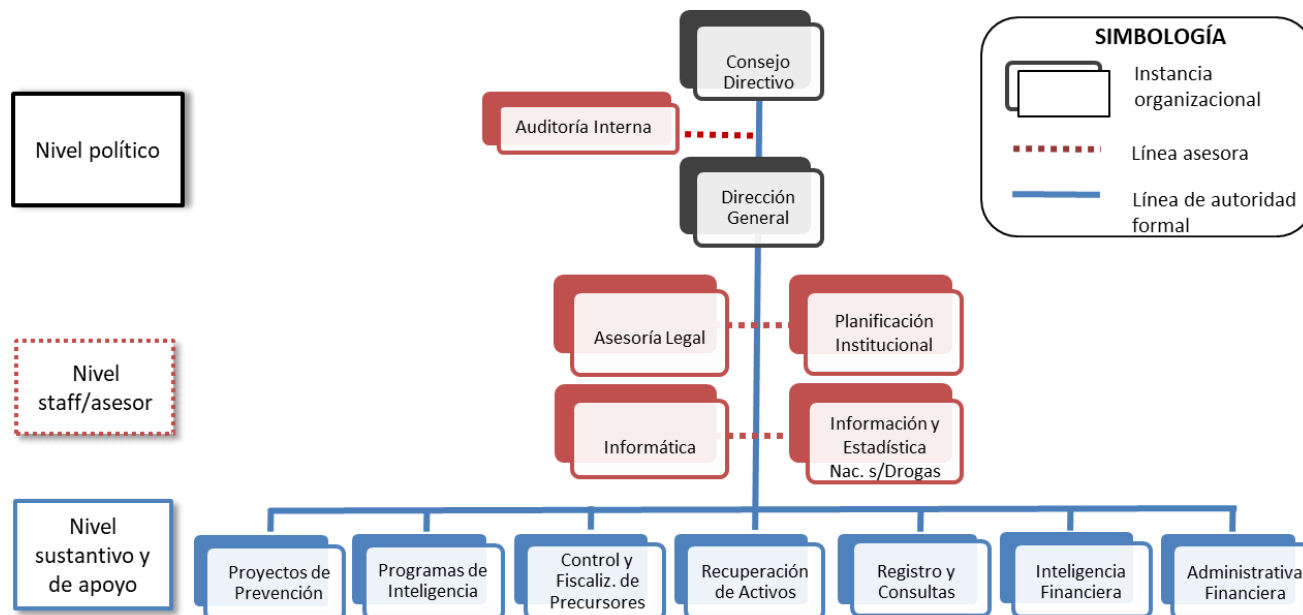 Consejo
Directivo
Auditoría Interna
Dirección
General
Nivel político
SIMBOLOGÍA
Instancia
organizacional
Línea asesora
Línea de autoridad
formal
Nivel
staff/asesor
Asesoría Legal
Planificación
Institucional
Informática
Información y
Estadística
Nac. s/Drogas
Nivel
sustantivo y
de apoyo
Proyectos de
Prevención
Programas de
Inteligencia
Control y
Fiscaliz. de
Precursores
Recuperación
de Activos
Registro y
Consultas
Inteligencia
Financiera
Administrativa
Financiera